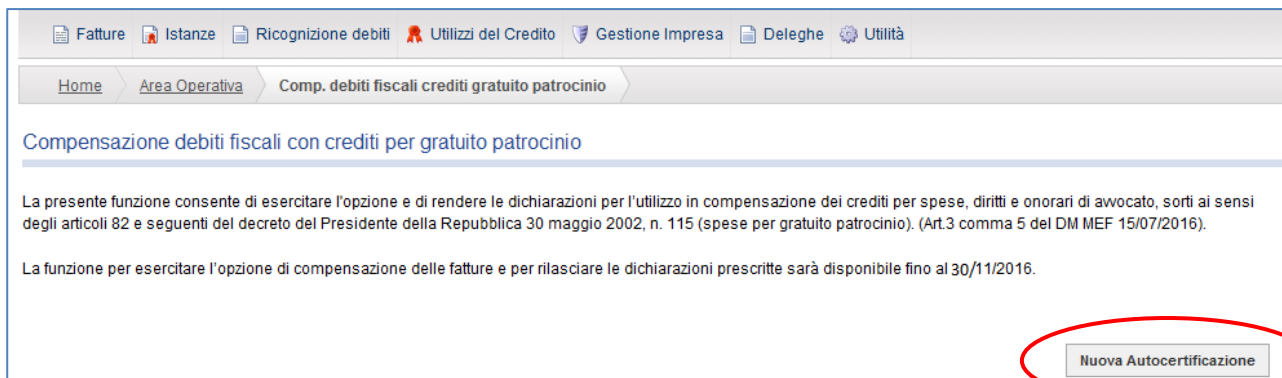 Fatture Istanze Ricognizione debiti Utilizzi del Credito Gestione Impresa Deleghe Utilità
Home Area Operativa Comp. debiti fiscali crediti gratuito patrocinio
Compensazione debiti fiscali con crediti per gratuito patrocinio
La presente funzione consente di esercitare l'opzione e di rendere le dichiarazioni per l'utilizzo in compensazione dei crediti per spese, diritti e onorari di avvocato, sorti ai sensi
degli articoli 82 e seguenti del decreto del Presidente della Repubblica 30 maggio 2002, n. 115 (spese per gratuito patrocinio). (Art.3 comma 5 del DM MEF 15/07/2016).
La funzione per esercitare l'opzione di compensazione delle fatture e per rilasciare le dichiarazioni prescritte sarà disponibile fino al 30/11/2016.
Nuova Autocertificazione